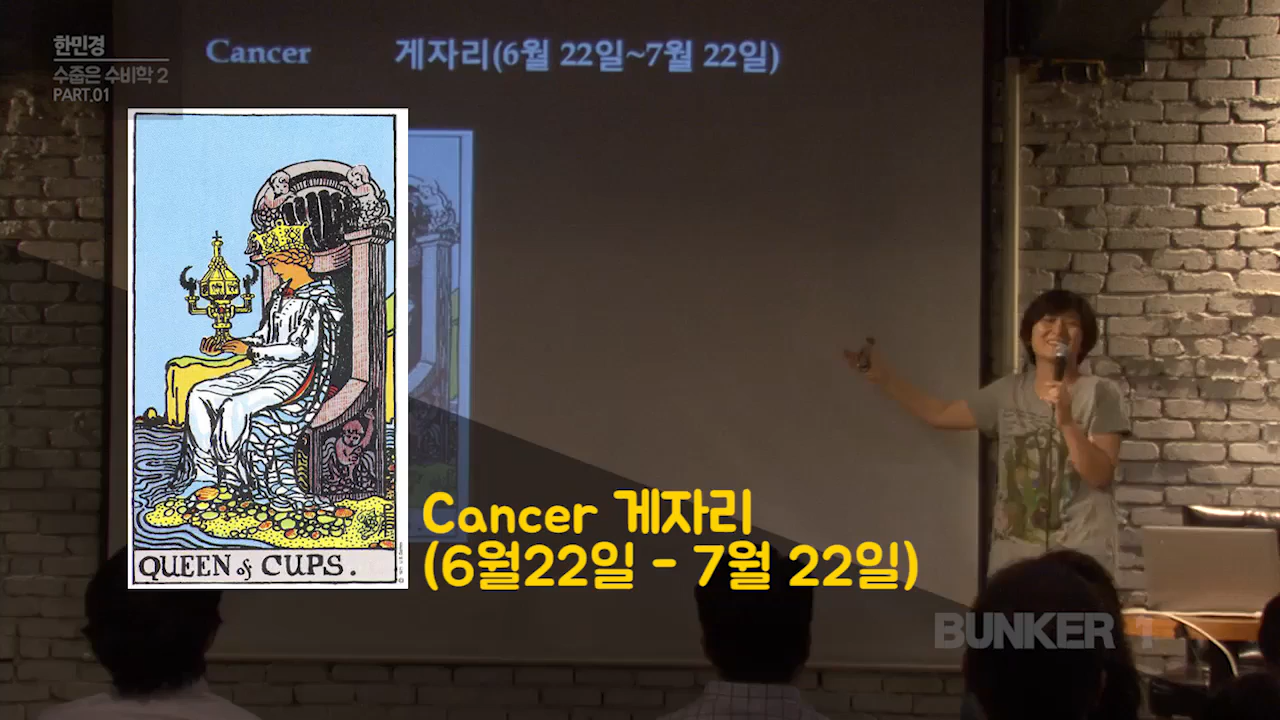 한민경
수줍은 수비학 2
PART.01
Cancer 게자리(6월 22일~7월 22일)
QUEEN of CUPS.
Cancer 게자리
(6월22일 - 7월 22일)
BUNKER 1